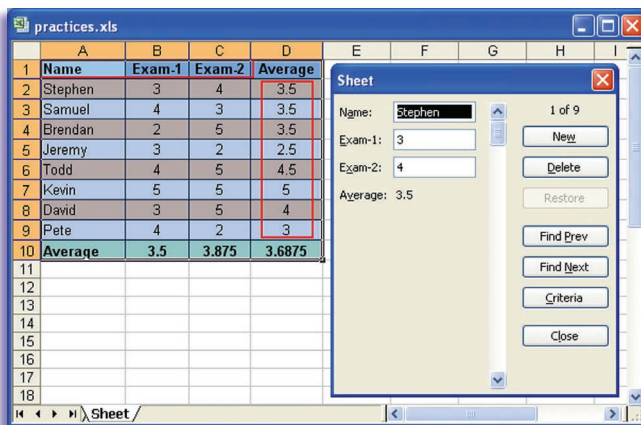 practices.xls
A B C D E F G H I
1 Name Exam-1 Exam-2 Average
2 Stephen 3 4 3.5
3 Samuel 4 3 3.5
4 Brendan 2 5 3.5
5 Jeremy 3 2 2.5
6 Todd 4 5 4.5
7 Kevin 5 5 5
8 David 3 5 4
9 Pete 4 2 3
10 Average 3.5 3.875 3.6875
11
12
13
14
15
16
17
18
Sheet
Sheet
Name: Stephen 1 of 9
Exam-1: 3 New
Exam-2: 4 Delete
Average: 3.5 Restore
Find Prev
Find Next
Criteria
Close